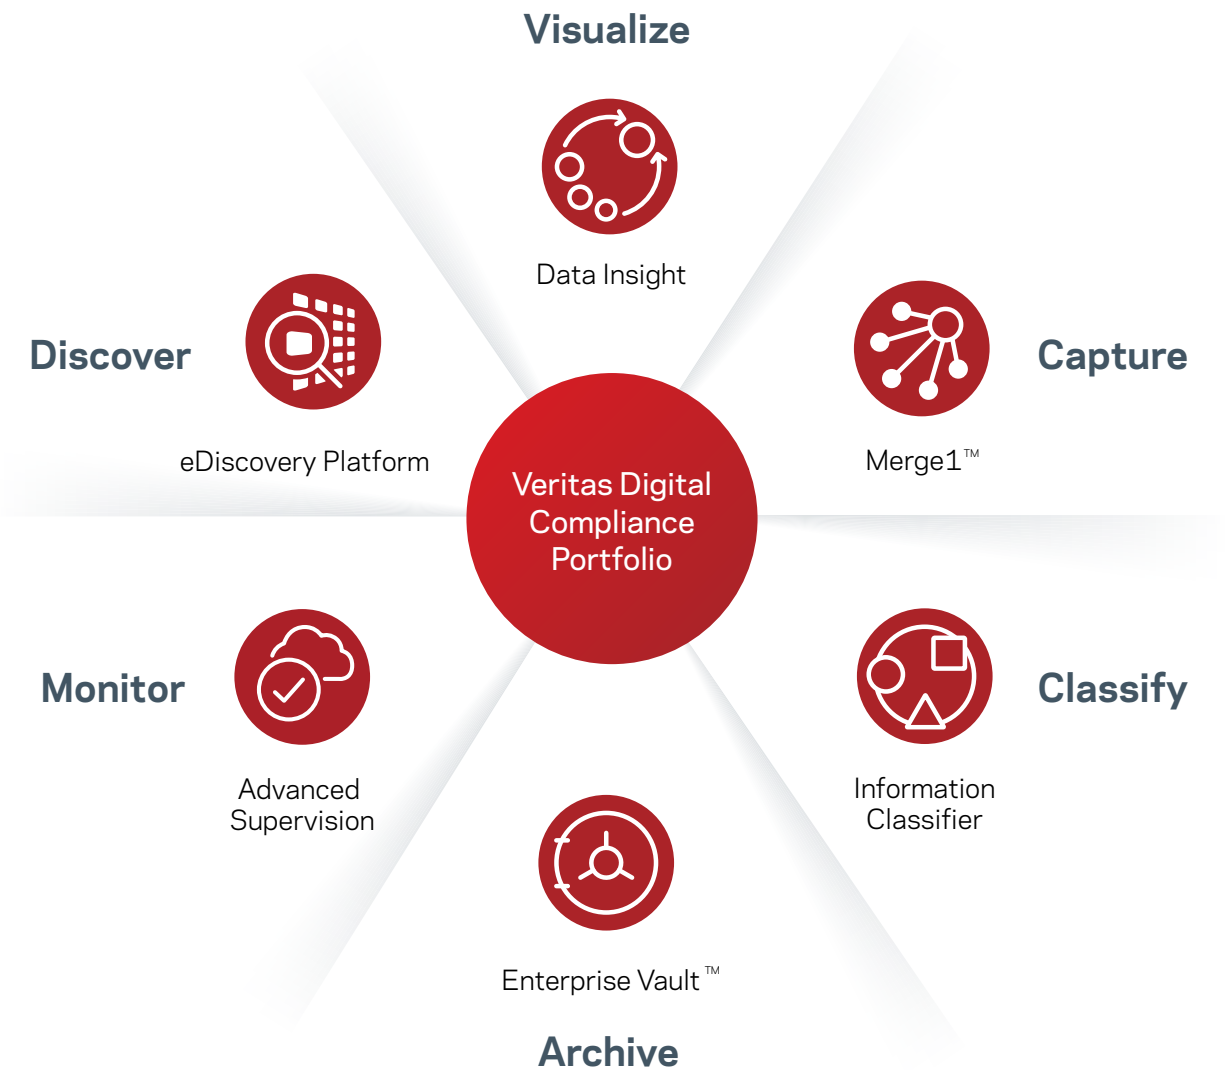 Visualize
Data Insight
Discover
eDiscovery Platform
Capture
Merge1™
Veritas Digital
Compliance
Portfolio
Monitor
Advanced
Supervision
Classify
Information
Classifier
Enterprise Vault™
Archive